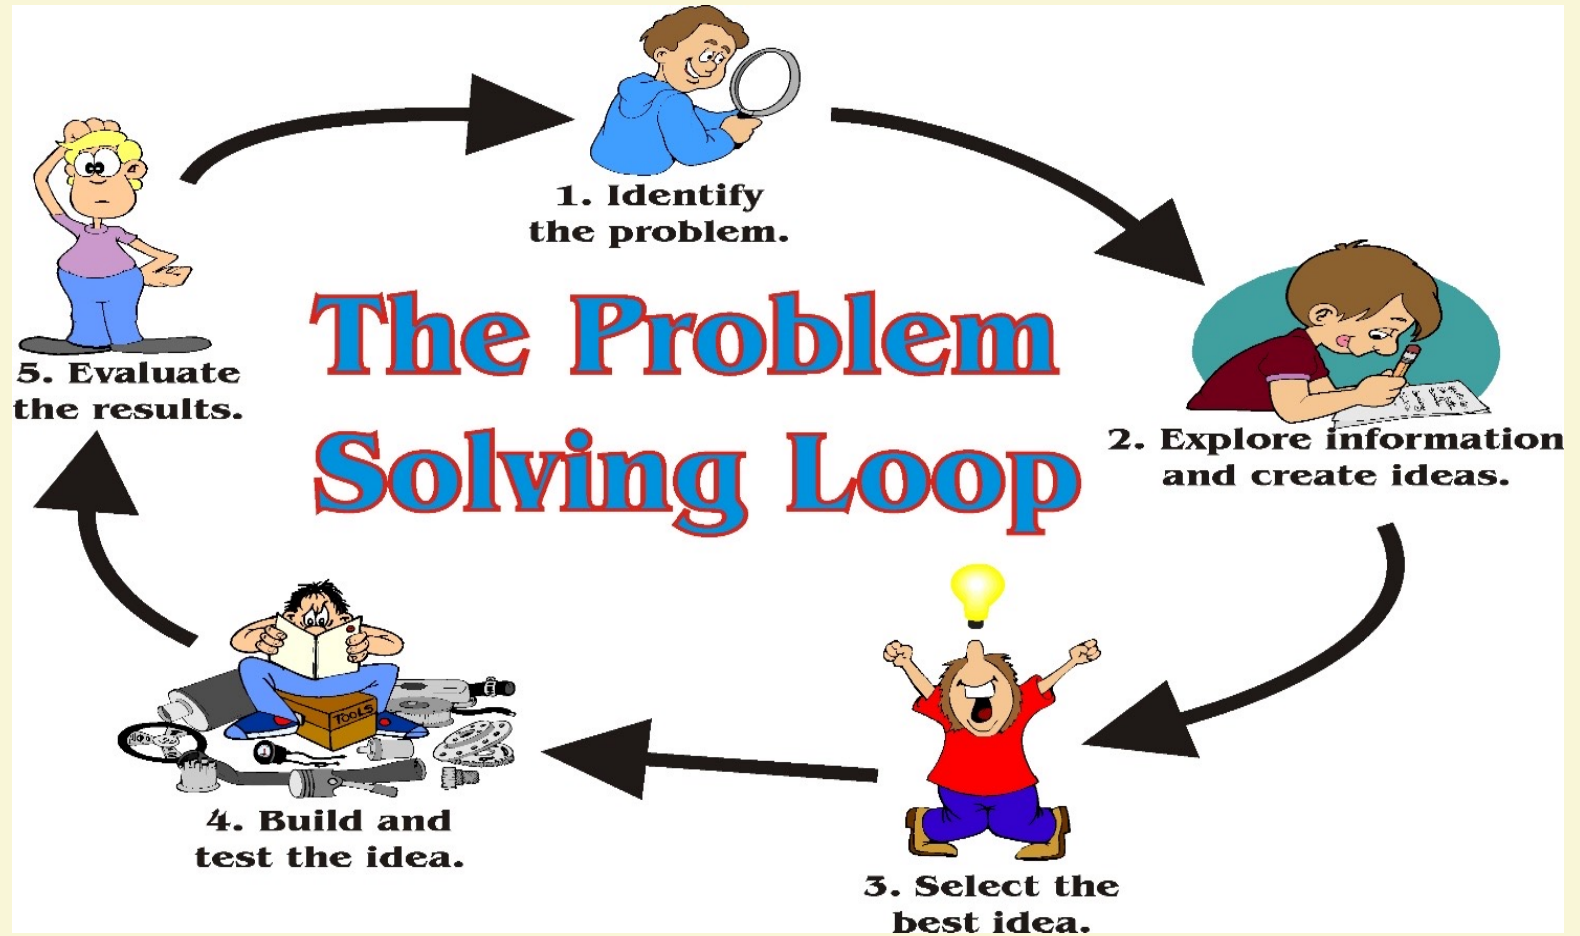 The Problem
Solving Loop
1. Identify
the problem.
2. Explore information
and create ideas.
3. Select the
best idea.
4. Build and
test the idea.
TOOLS
5. Evaluate
the results.